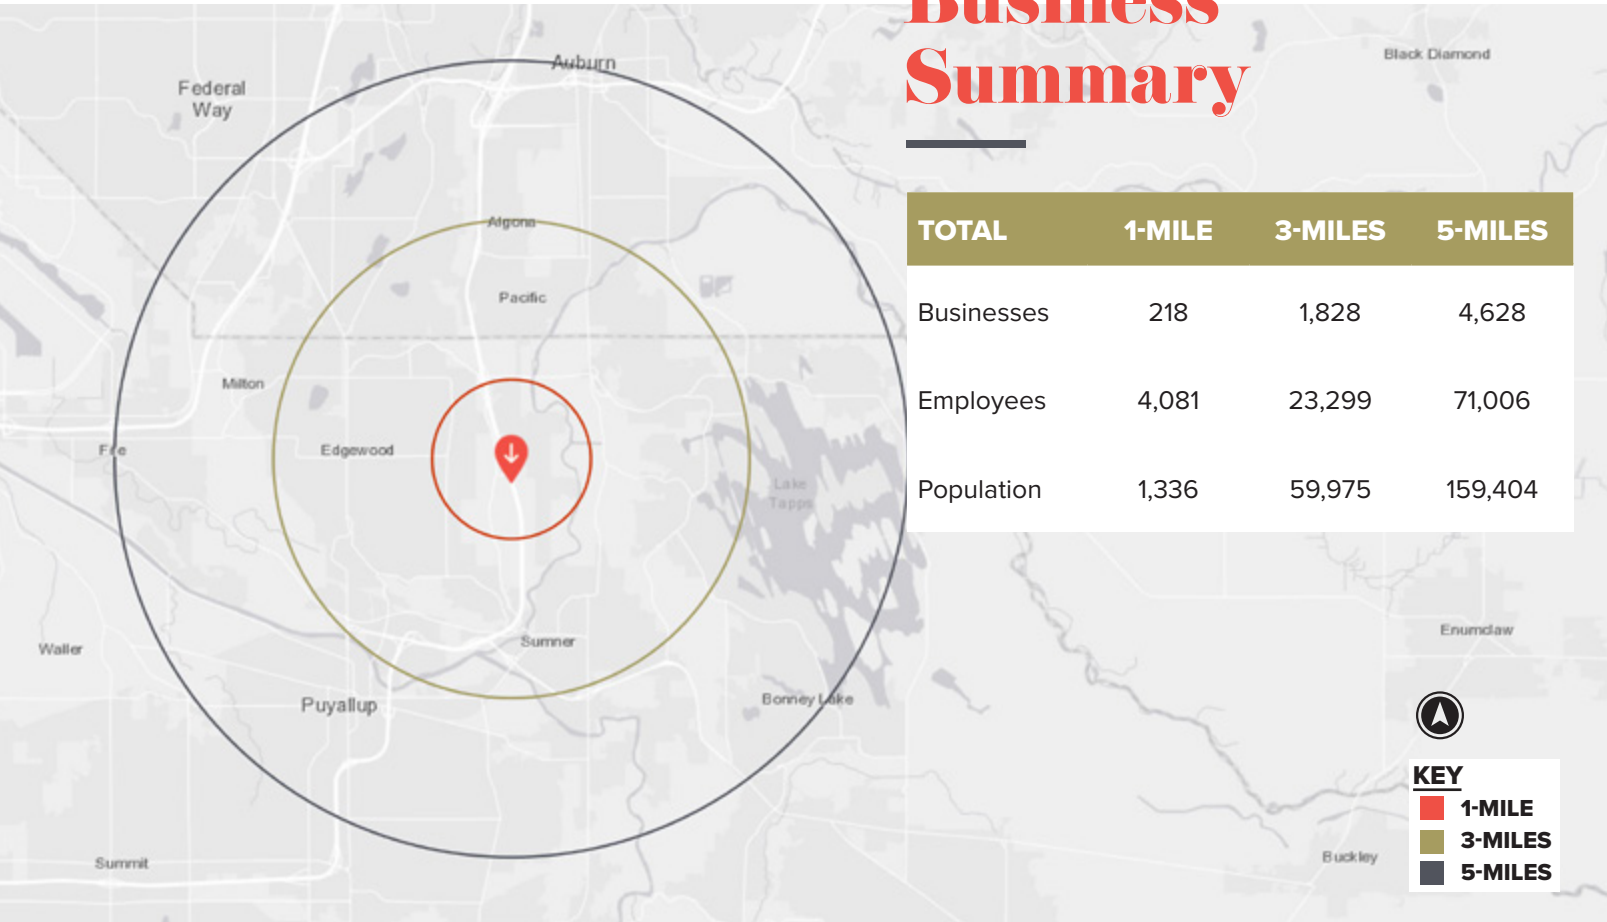 Business
Summary
TOTAL 1-MILE 3-MILES 5-MILES
Businesses 218 1,828 4,628
Employees 4,081 23,299 71,006
Population 1,336 59,975 159,404
Auburn
Federal
Way
Black Diamond
Algona
Pacific
Milton
Fife
Edgewood
Lake
Tapps
Sumner
Waller
Puyallup
Bonney Lake
Enumclaw
Summit
Buckley
KEY
1-MILE
3-MILES
5-MILES